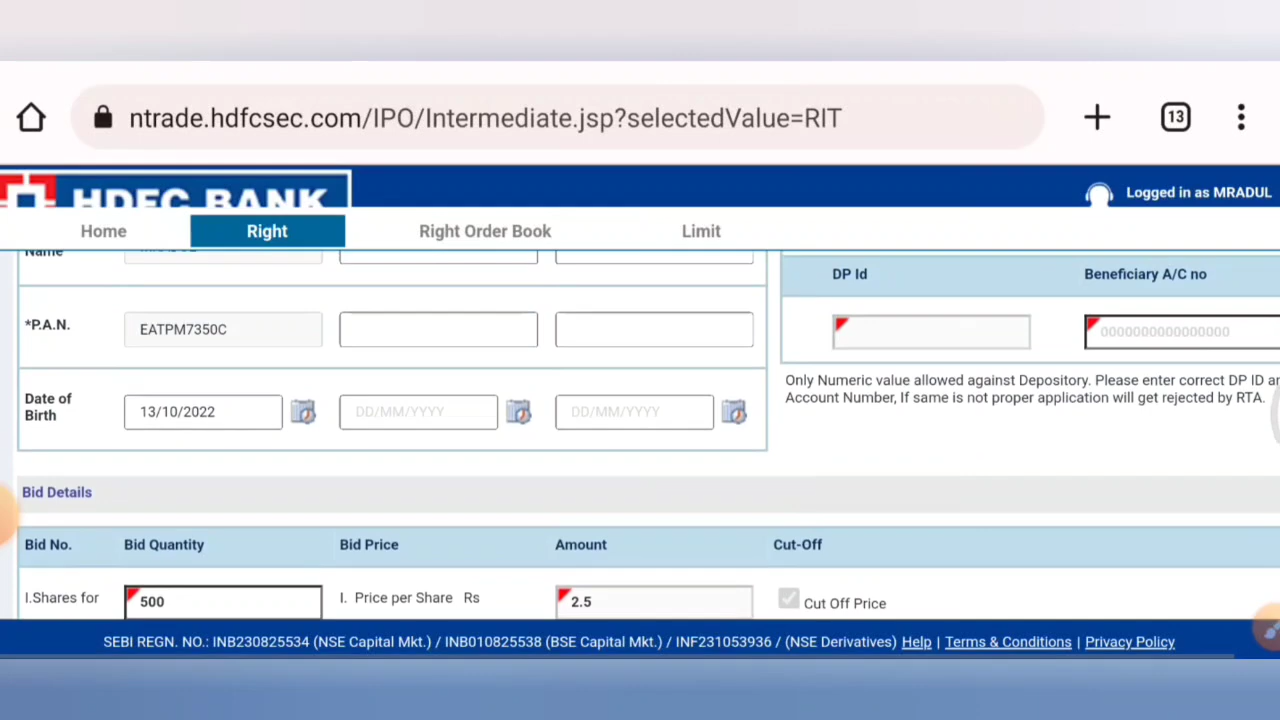 ntrade.hdfcsec.com/IPO/Intermediate.jsp?selectedValue=RIT
13
HDFC BANK
Logged in as MRADUL
Home Right Right Order Book Limit
Name
DP Id Beneficiary A/C no
*P.A.N. EATPM7350C
0000000000000000
Only Numeric value allowed against Depository. Please enter correct DP ID
Account Number, If same is not proper application will get rejected by RTA.
Date of
Birth
13/10/2022 DD/MM/YYYY DD/MM/YYYY
Bid Details
Bid No. Bid Quantity Bid Price Amount Cut-Off
I.Shares for 500 I. Price per Share Rs 2.5 Cut Off Price
SEBI REGN. NO.: INB230825534 (NSE Capital Mkt.) / INB010825538 (BSE Capital Mkt.) / INF231053936 / (NSE Derivatives) Help | Terms & Conditions | Privacy Policy